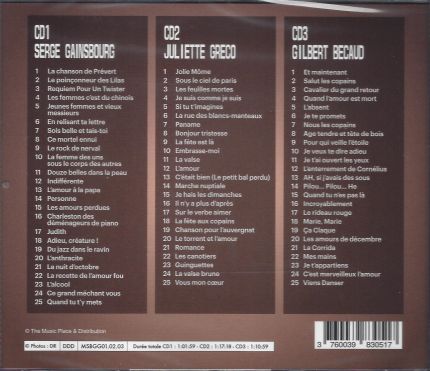 CD1
SERGE GAINSBOURG
1 La chanson de Prévert
2 Le poinçonneur des Lilas
3 Requiem Pour Un Twister
4 Les femmes c'est du chinois
5 Jeunes femmes et vieux
messieurs
6 En relisant ta lettre
7 Sois belle et tais-toi
8 Ce mortel ennui
9 Le rock de nerval
10 La femme des uns
sous le corps des autres
11 Douze belles dans la peau
12 Indifférente
13 L'amour à la papa
14 Personne
15 Les amours perdues
16 Charleston des
déménageurs de piano
17 Judith
18 Adieu, créature !
19 Du jazz dans le ravin
20 L'anthracite
21 La nuit d'octobre
22 La recette de l'amour fou
23 L'alcool
24 Ce grand méchant vous
25 Quand tu t'y mets
CD2
JULIETTE GRECO
1 Jolie Môme
2 Sous le ciel de paris
3 Les feuilles mortes
4 Je suis comme je suis
5 Si tu t'imagines
6 La rue des blancs-manteaux
7 Paname
8 Bonjour tristesse
9 La fête est là
10 Embrasse-moi
11 La valse
12 L'amour
13 C'était bien (Le petit bal perdu)
14 Marche nuptiale
15 Je hais les dimanches
16 Il n'y a plus d'après
17 Sur le verbe aimer
18 La fête aux copains
19 Chanson pour l'auvergnat
20 Le torrent et l'amour
21 Romance
22 Les canotiers
23 Guinguettes
24 La valse brune
25 Vous mon cœur
CD3
GILBERT BECAUD
1 Et maintenant
2 Salut les copains
3 Cavalier du grand retour
4 Quand l'amour est mort
5 L'absent
6 Je te promets
7 Nous les copains
8 Age tendre et tête de bois
9 Pour qui veille l'étoile
10 Je veux te dire adieu
11 Je t'ai ouvert les yeux
12 L'enterrement de Cornélius
13 AH, si j'avais des sous
14 Pilou... Pilou... He
15 Quand tu n'es pas là
16 Incroyablement
17 Le rideau rouge
18 Marie, Marie
19 Ça Claque
20 Les amours de décembre
21 La Corrida
22 Mes mains
23 Je t'appartiens
24 C'est merveilleux l'amour
25 Viens Danser
© The Music Place & Distribution
© Photos : DR DDD MSBGG01.02.03 Durée totale CD1 : 1:01:59 - CD2 : 1:17:18 - CD3 : 1:10:59
3 760039 830517